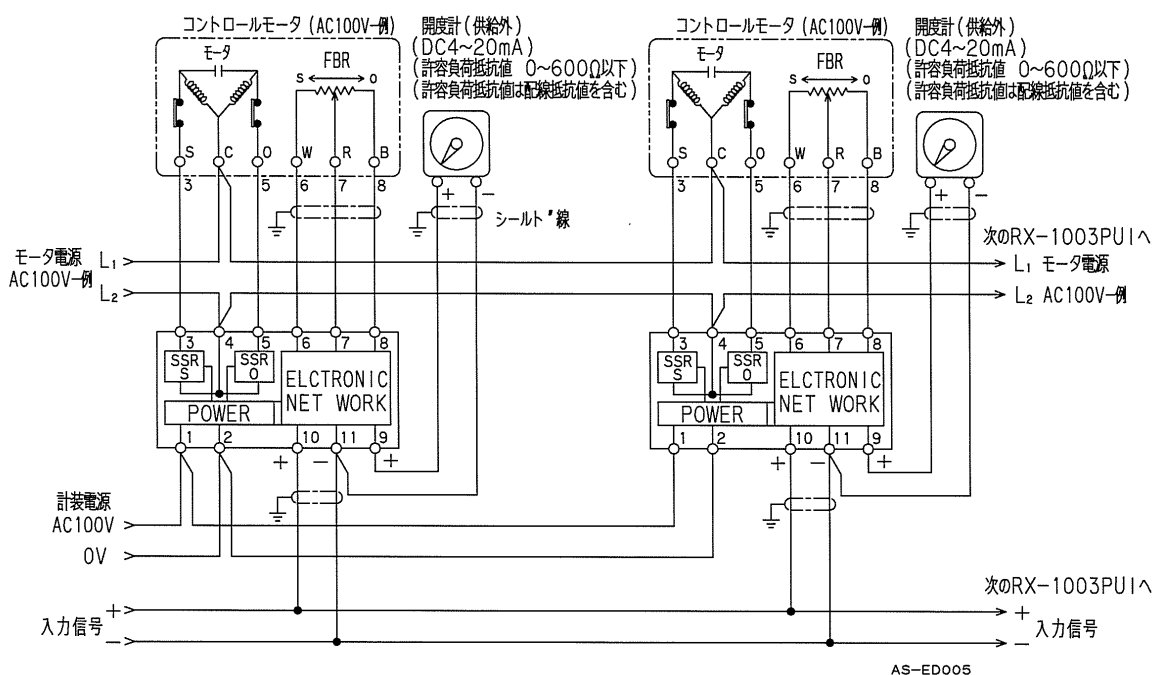 コントロールモータ(AC100V一例)
開度計(供給外)
(DC4~20mA)
(許容負荷抵抗値 0~600Ω以下)
(許容負荷抵抗値は配線抵抗値を含む)
モータ
FBR
S O
S C O W R B
3 5 6 7 8
+ −
シールド線
コントロールモータ(AC100V一例)
開度計(供給外)
(DC4~20mA)
(許容負荷抵抗値 0~600Ω以下)
(許容負荷抵抗値は配線抵抗値を含む)
モータ
FBR
S O
S C O W R B
3 5 6 7 8
+ −
モータ電源
AC100V一例
L1
L2
次のRX-1003PUIへ
L1 モータ電源
L2 AC100V一例
3 4 5 6 7 8
SSR
S
SSR
O
ELCTRONIC
NET WORK
POWER
1 2 10 11 9
+ − +
3 4 5 6 7 8
SSR
S
SSR
O
ELCTRONIC
NET WORK
POWER
1 2 10 11 9
+ − +
計装電源
AC100V
0V
+
入力信号
−
次のRX-1003PUIへ
+
入力信号
−
AS-ED005